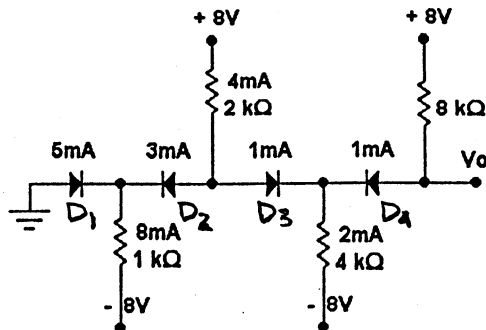 + 8V + 8V
4mA
2 kΩ 8 kΩ
5mA 3mA 1mA 1mA Vo
D1 D2 D3 D4
8mA 2mA
1 kΩ 4 kΩ
- 8V - 8V